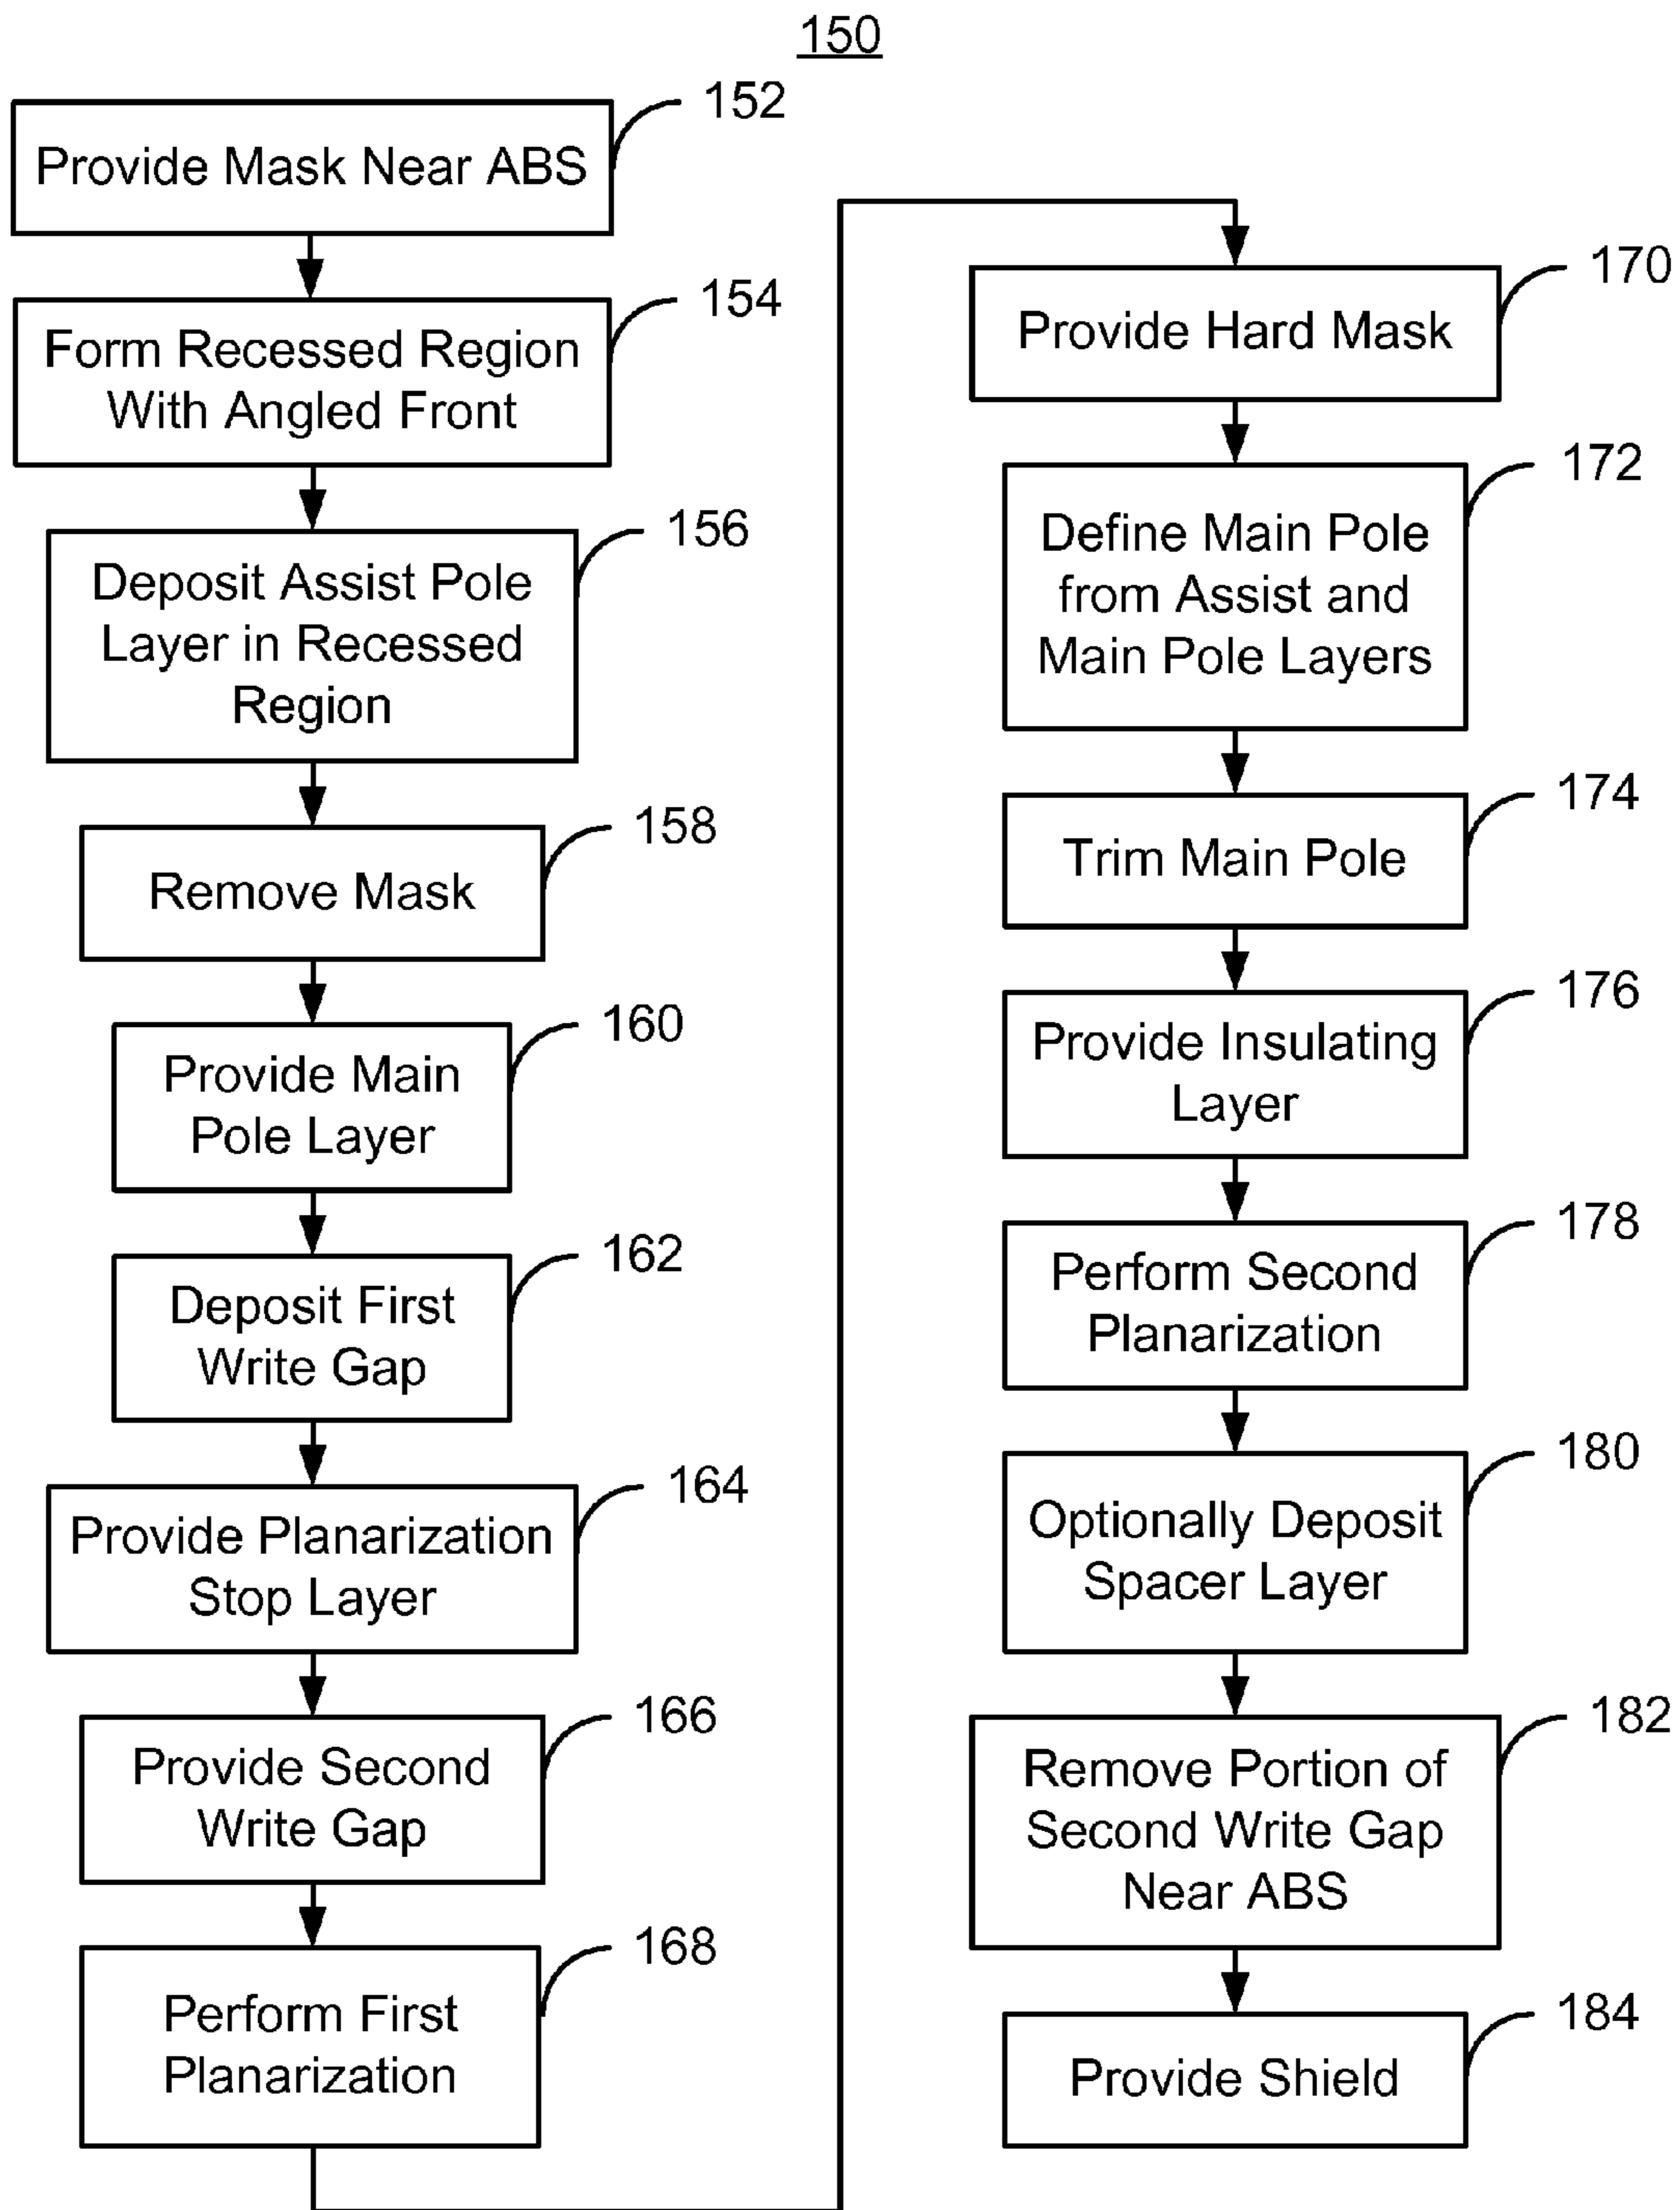 150
152
Provide Mask Near ABS
154
Form Recessed Region
With Angled Front
156
Deposit Assist Pole
Layer in Recessed
Region
158
Remove Mask
160
Provide Main
Pole Layer
162
Deposit First
Write Gap
164
Provide Planarization
Stop Layer
166
Provide Second
Write Gap
168
Perform First
Planarization
170
Provide Hard Mask
172
Define Main Pole
from Assist and
Main Pole Layers
174
Trim Main Pole
176
Provide Insulating
Layer
178
Perform Second
Planarization
180
Optionally Deposit
Spacer Layer
182
Remove Portion of
Second Write Gap
Near ABS
184
Provide Shield